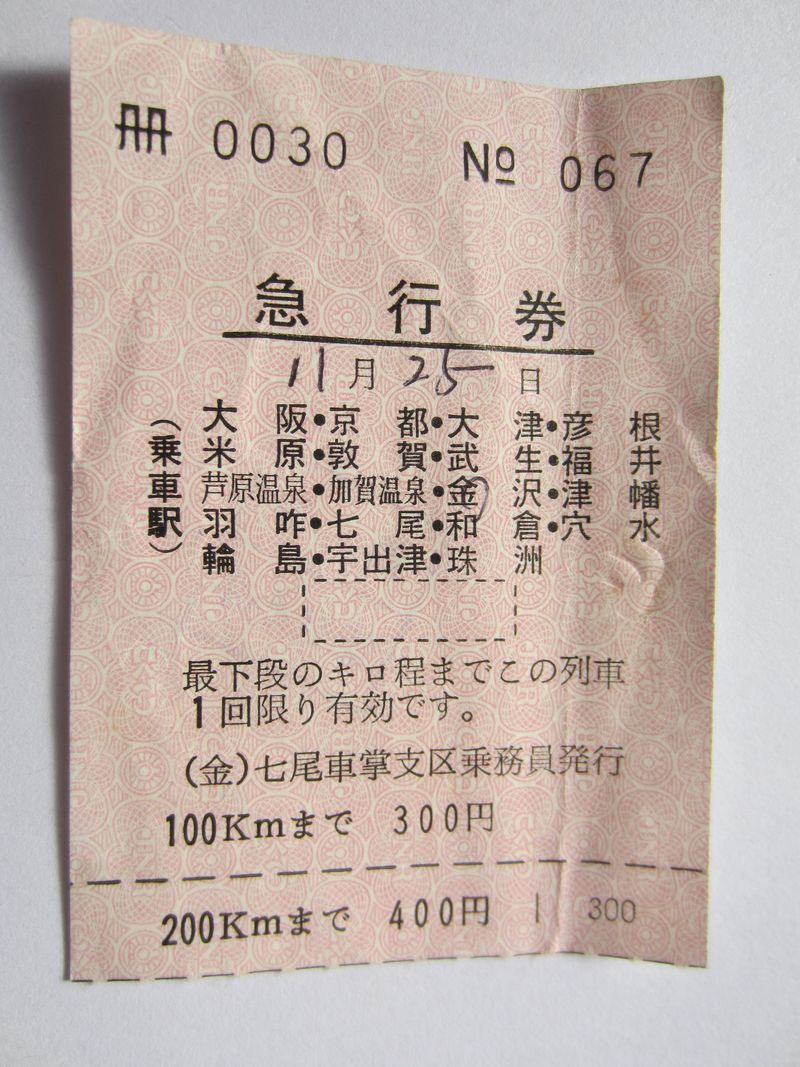 冊 0030 № 067
急行券
11月25日
大阪・京都・大津・彦根
米原・敦賀・武生・福井
芦原温泉・加賀温泉・金沢・津幡
羽咋・七尾・和倉・穴水
輪島・宇出津・珠洲
(乗車駅)
最下段のキロ程までこの列車
1回限り有効です。
(金)七尾車掌支区乗務員発行
100Kmまで 300円
200Kmまで 400円 | 300